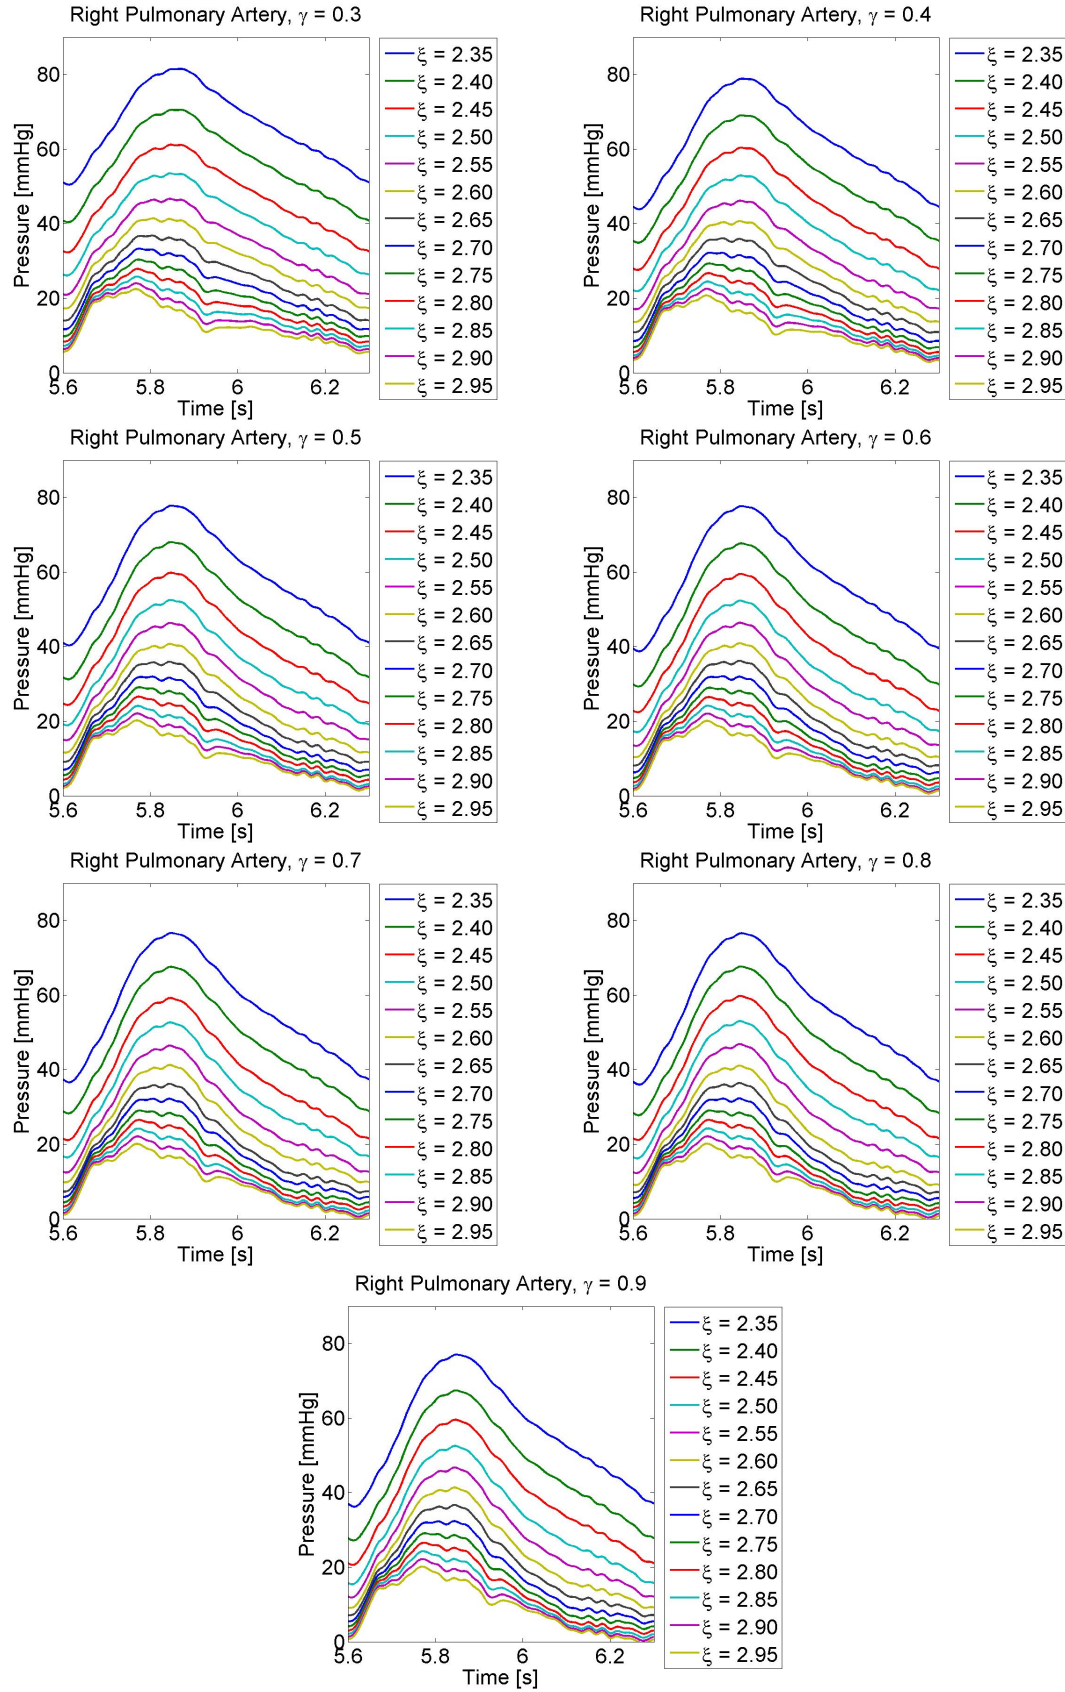 Right Pulmonary Artery, γ = 0.3
Pressure [mmHg]
80
60
40
20
0
5.6 5.8 6 6.2
Time [s]
ξ = 2.35
ξ = 2.40
ξ = 2.45
ξ = 2.50
ξ = 2.55
ξ = 2.60
ξ = 2.65
ξ = 2.70
ξ = 2.75
ξ = 2.80
ξ = 2.85
ξ = 2.90
ξ = 2.95
Right Pulmonary Artery, γ = 0.4
Pressure [mmHg]
80
60
40
20
0
5.6 5.8 6 6.2
Time [s]
ξ = 2.35
ξ = 2.40
ξ = 2.45
ξ = 2.50
ξ = 2.55
ξ = 2.60
ξ = 2.65
ξ = 2.70
ξ = 2.75
ξ = 2.80
ξ = 2.85
ξ = 2.90
ξ = 2.95
Right Pulmonary Artery, γ = 0.5
Pressure [mmHg]
80
60
40
20
0
5.6 5.8 6 6.2
Time [s]
ξ = 2.35
ξ = 2.40
ξ = 2.45
ξ = 2.50
ξ = 2.55
ξ = 2.60
ξ = 2.65
ξ = 2.70
ξ = 2.75
ξ = 2.80
ξ = 2.85
ξ = 2.90
ξ = 2.95
Right Pulmonary Artery, γ = 0.6
Pressure [mmHg]
80
60
40
20
0
5.6 5.8 6 6.2
Time [s]
ξ = 2.35
ξ = 2.40
ξ = 2.45
ξ = 2.50
ξ = 2.55
ξ = 2.60
ξ = 2.65
ξ = 2.70
ξ = 2.75
ξ = 2.80
ξ = 2.85
ξ = 2.90
ξ = 2.95
Right Pulmonary Artery, γ = 0.7
Pressure [mmHg]
80
60
40
20
0
5.6 5.8 6 6.2
Time [s]
ξ = 2.35
ξ = 2.40
ξ = 2.45
ξ = 2.50
ξ = 2.55
ξ = 2.60
ξ = 2.65
ξ = 2.70
ξ = 2.75
ξ = 2.80
ξ = 2.85
ξ = 2.90
ξ = 2.95
Right Pulmonary Artery, γ = 0.8
Pressure [mmHg]
80
60
40
20
0
5.6 5.8 6 6.2
Time [s]
ξ = 2.35
ξ = 2.40
ξ = 2.45
ξ = 2.50
ξ = 2.55
ξ = 2.60
ξ = 2.65
ξ = 2.70
ξ = 2.75
ξ = 2.80
ξ = 2.85
ξ = 2.90
ξ = 2.95
Right Pulmonary Artery, γ = 0.9
Pressure [mmHg]
80
60
40
20
0
5.6 5.8 6 6.2
Time [s]
ξ = 2.35
ξ = 2.40
ξ = 2.45
ξ = 2.50
ξ = 2.55
ξ = 2.60
ξ = 2.65
ξ = 2.70
ξ = 2.75
ξ = 2.80
ξ = 2.85
ξ = 2.90
ξ = 2.95